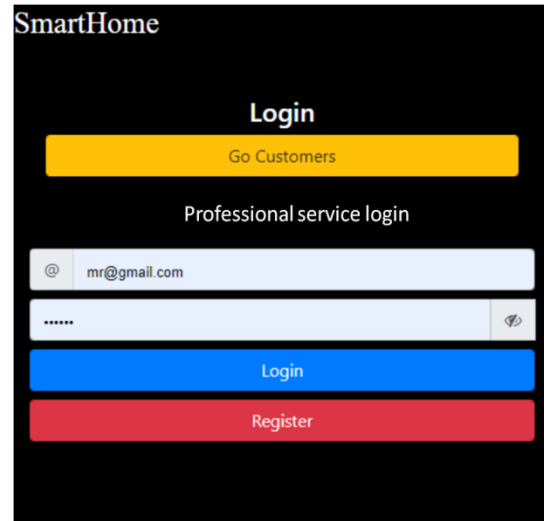 SmartHome
Login
Go Customers
Professional service login
@ mr@gmail.com
••••••
Login
Register